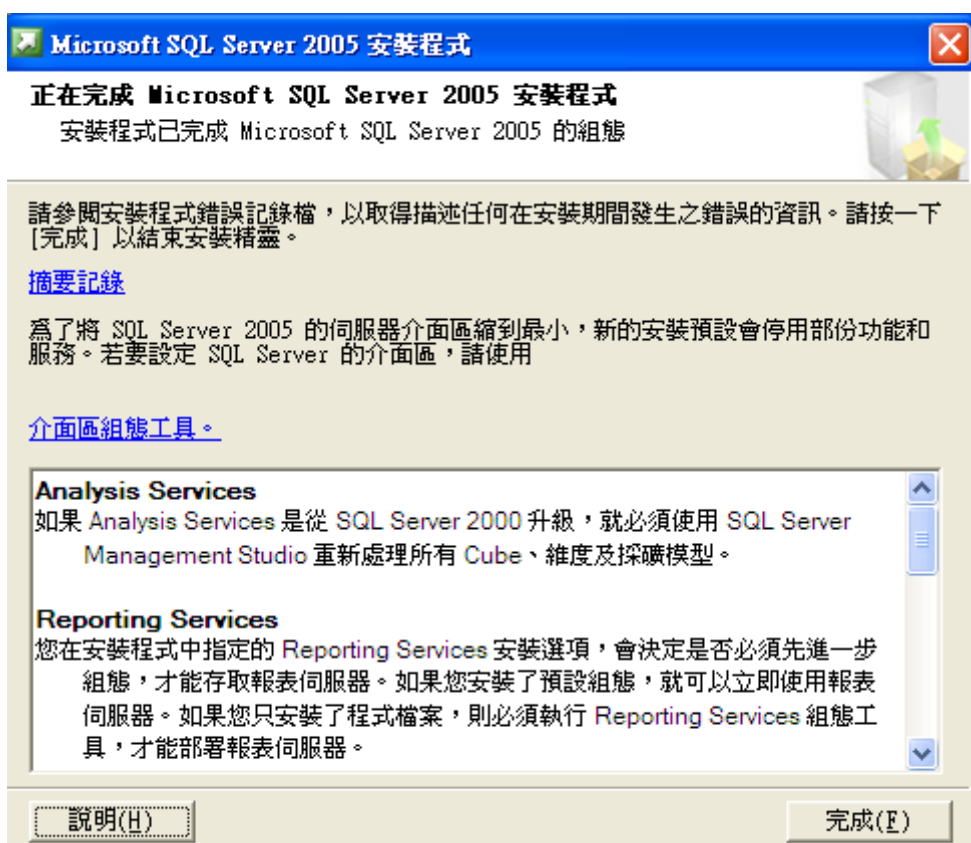 Microsoft SQL Server 2005 安裝程式
正在完成 Microsoft SQL Server 2005 安裝程式
安裝程式已完成 Microsoft SQL Server 2005 的組態
請參閱安裝程式錯誤記錄檔，以取得描述任何在安裝期間發生之錯誤的資訊。請按一下
[完成] 以結束安裝精靈。
摘要記錄
為了將 SQL Server 2005 的伺服器介面區縮到最小，新的安裝預設會停用部份功能和
服務。若要設定 SQL Server 的介面區，請使用
介面區組態工具。
Analysis Services
如果 Analysis Services 是從 SQL Server 2000 升級，就必須使用 SQL Server
Management Studio 重新處理所有 Cube、維度及採礦模型。
Reporting Services
您在安裝程式中指定的 Reporting Services 安裝選項，會決定是否必須先進一步
組態，才能存取報表伺服器。如果您安裝了預設組態，就可以立即使用報表
伺服器。如果您只安裝了程式檔案，則必須執行 Reporting Services 組態工
具，才能部署報表伺服器。
說明(H)
完成(F)